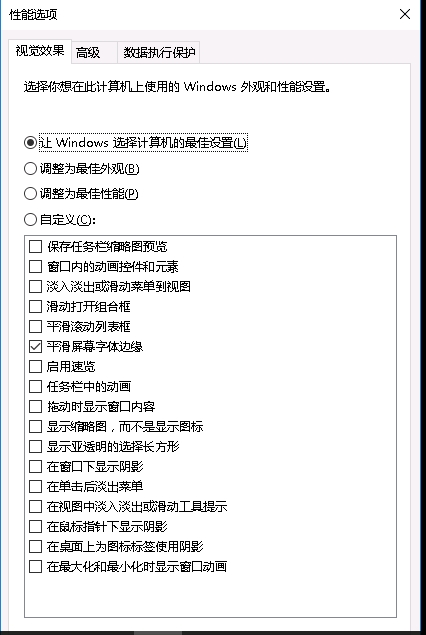 性能选项
视觉效果 高级 数据执行保护
选择你想在此计算机上使用的 Windows 外观和性能设置。
让 Windows 选择计算机的最佳设置(L)
调整为最佳外观(B)
调整为最佳性能(P)
自定义(C):
保存任务栏缩略图预览
窗口内的动画控件和元素
淡入淡出或滑动菜单到视图
滑动打开组合框
平滑滚动列表框
平滑屏幕字体边缘
启用速览
任务栏中的动画
拖动时显示窗口内容
显示缩略图，而不是显示图标
显示亚透明的选择长方形
在窗口下显示阴影
在单击后淡出菜单
在视图中淡入淡出或滑动工具提示
在鼠标指针下显示阴影
在桌面上为图标标签使用阴影
在最大化和最小化时显示窗口动画